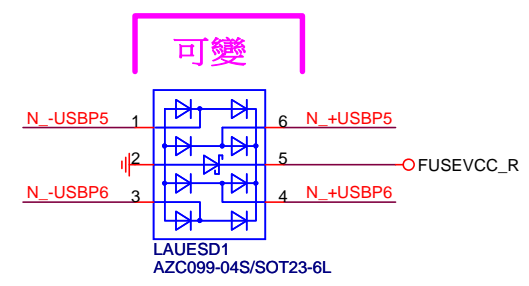 可變
N_-USBP5 1 6 N_+USBP5
2 5 FUSEVCC_R
N_-USBP6 3 4 N_+USBP6
LAUESD1
AZC099-04S/SOT23-6L